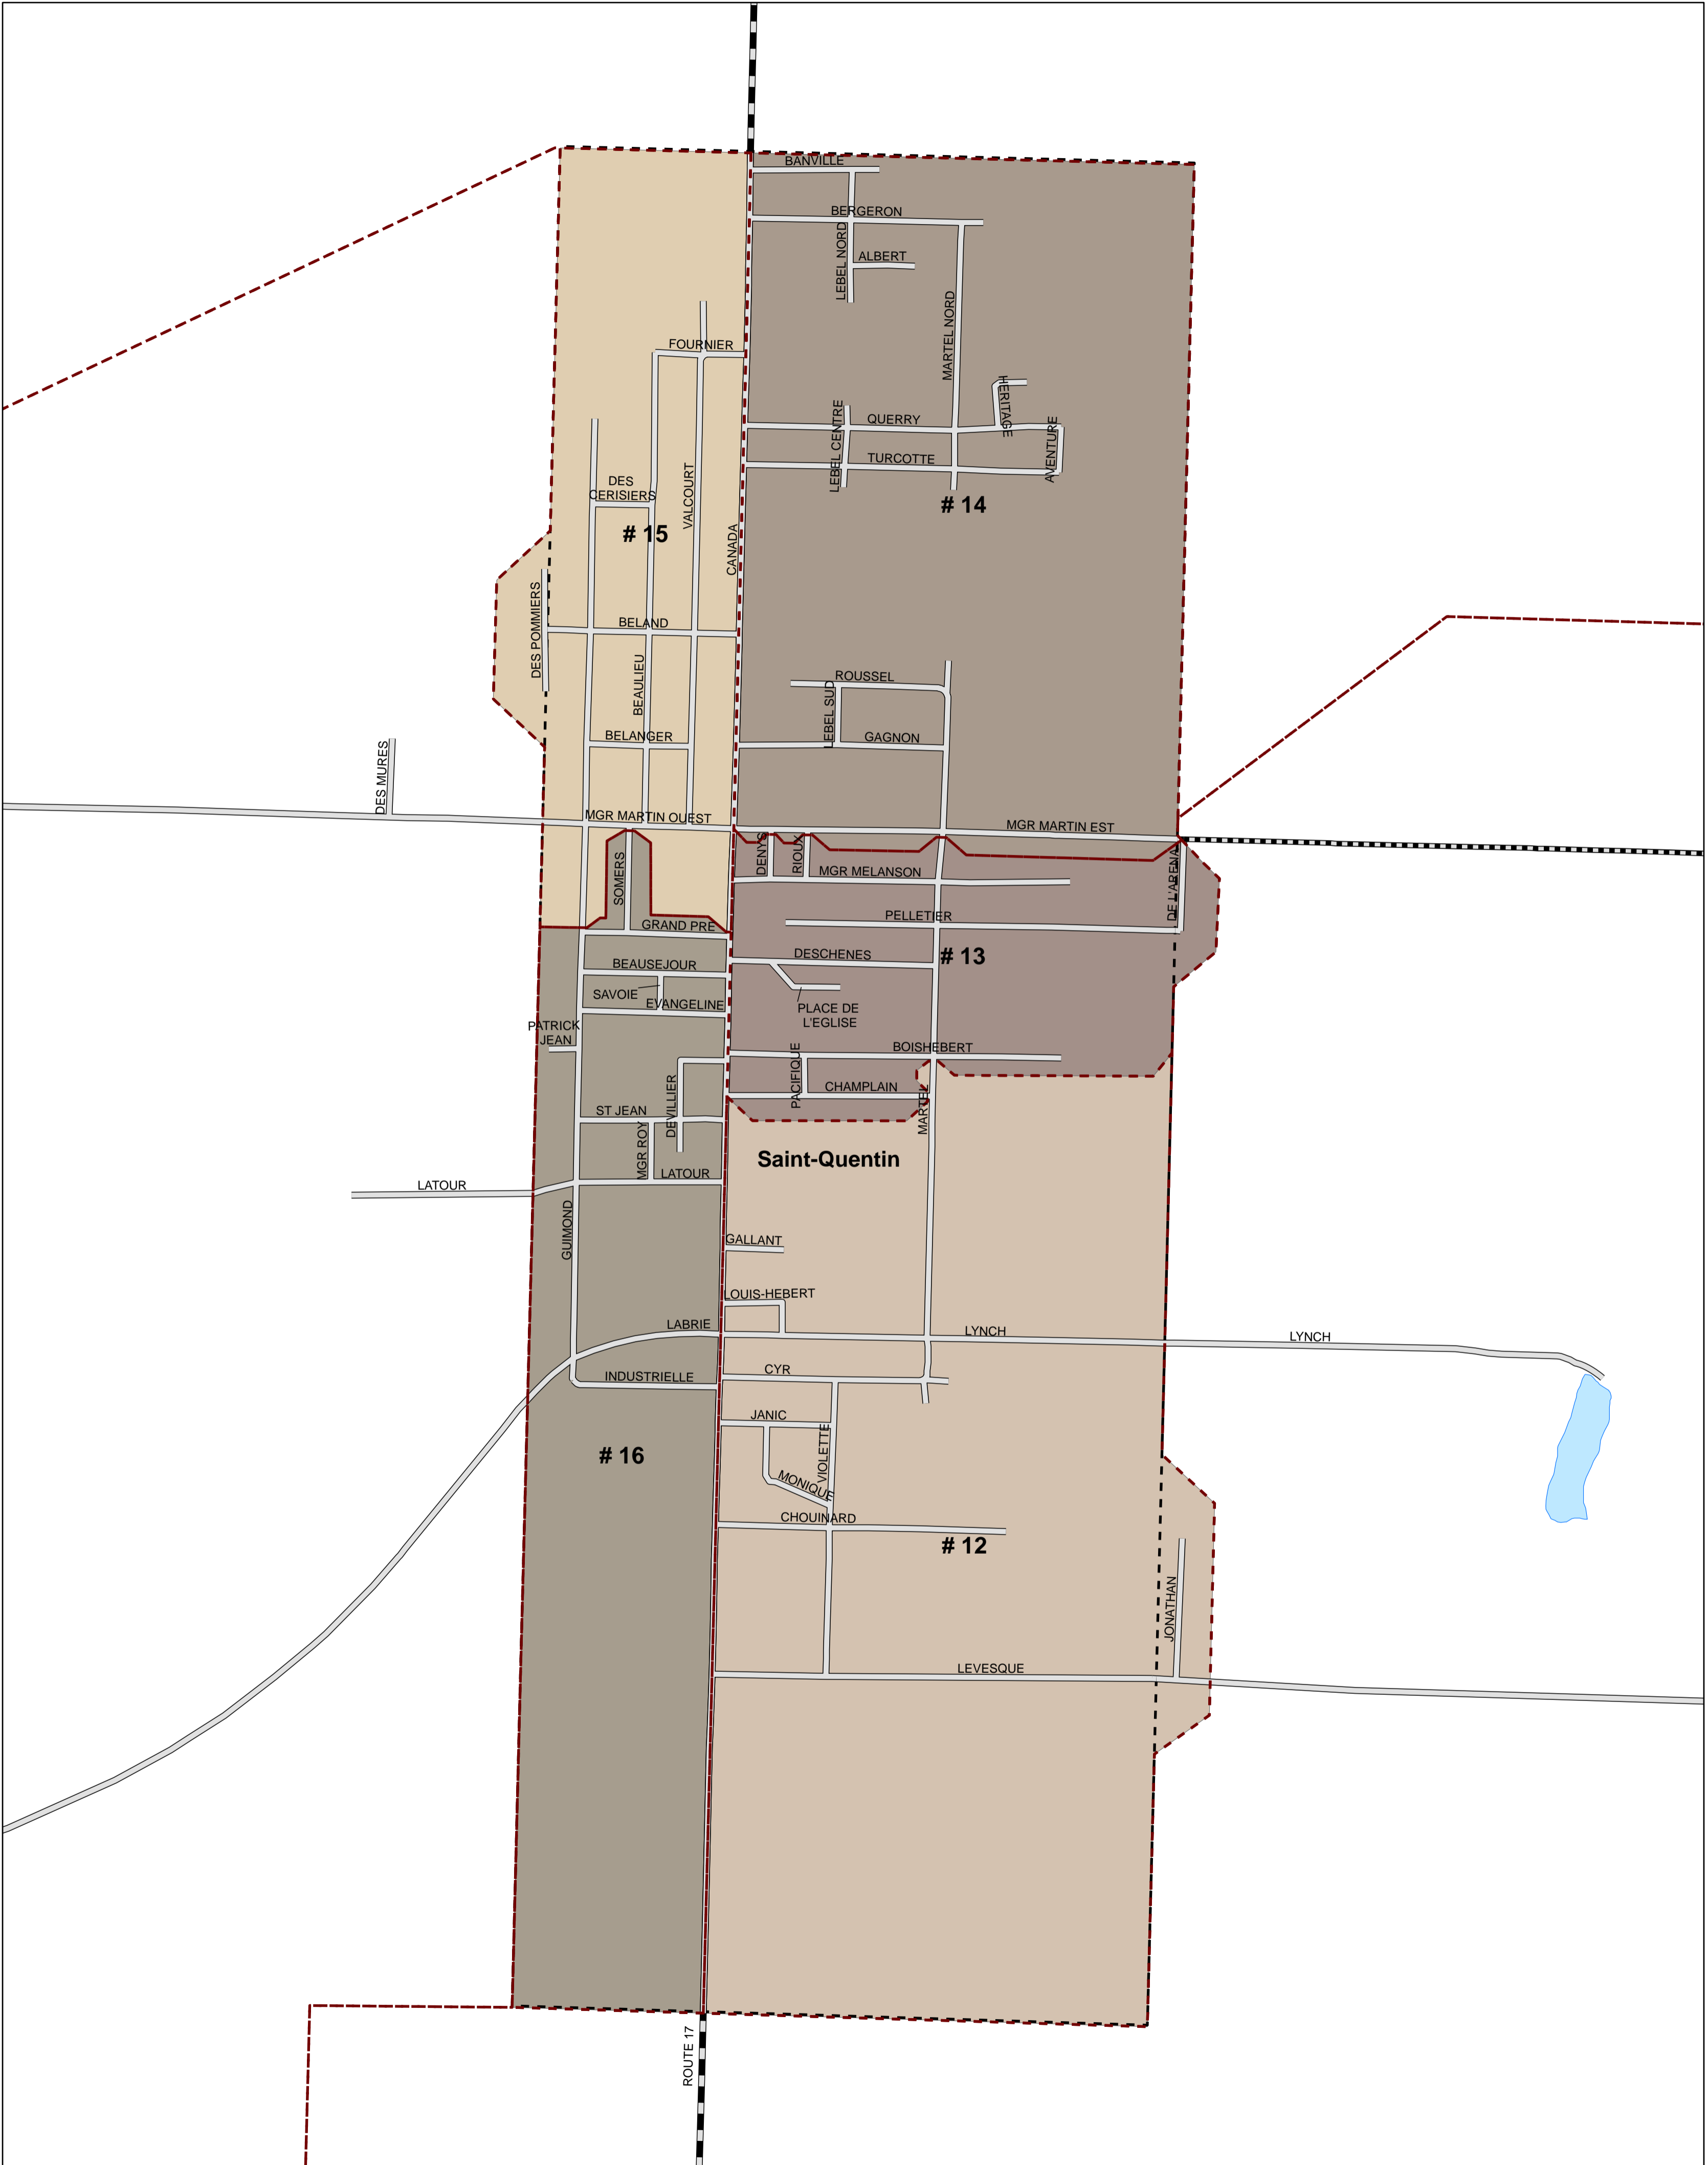 BANVILLE
BERGERON
LEBEL NORD
ALBERT
MARTEL NORD
FOURNIER
HERITAGE
LEBEL CENTRE
QUERRY
AVENTURE
TURCOTTE
DES
CERISIERS
VALCOURT
# 14
# 15
CANADA
DES POMMIERS
BELAND
BEAULIEU
ROUSSEL
LEBEL SUD
BELANGER
GAGNON
DES MURES
MGR MARTIN OUEST
MGR MARTIN EST
DENYS
RIOUX
SOMERS
MGR MELANSON
DE L'ARENA
PELLETIER
GRAND PRE
DESCHENES
# 13
BEAUSEJOUR
SAVOIE
EVANGELINE
PLACE DE
L'EGLISE
PATRICK
JEAN
BOISHEBERT
PACIFIQUE
CHAMPLAIN
DEVILLIER
MARTEL
ST JEAN
MGR ROY
Saint-Quentin
LATOUR
LATOUR
GUIMOND
GALLANT
LOUIS-HEBERT
LABRIE
LYNCH
LYNCH
CYR
INDUSTRIELLE
JANIC
VIOLETTE
# 16
MONIQUE
CHOUINARD
# 12
JONATHAN
LEVESQUE
ROUTE 17